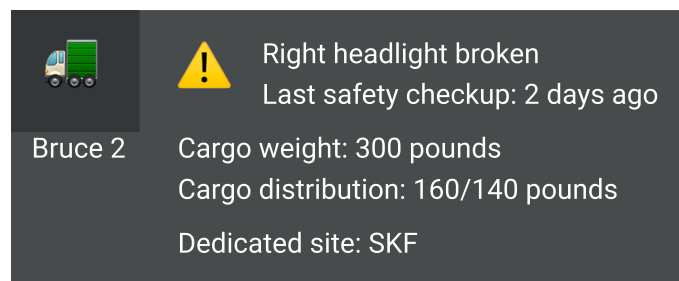 Right headlight broken
Last safety checkup: 2 days ago
Bruce 2
Cargo weight: 300 pounds
Cargo distribution: 160/140 pounds
Dedicated site: SKF